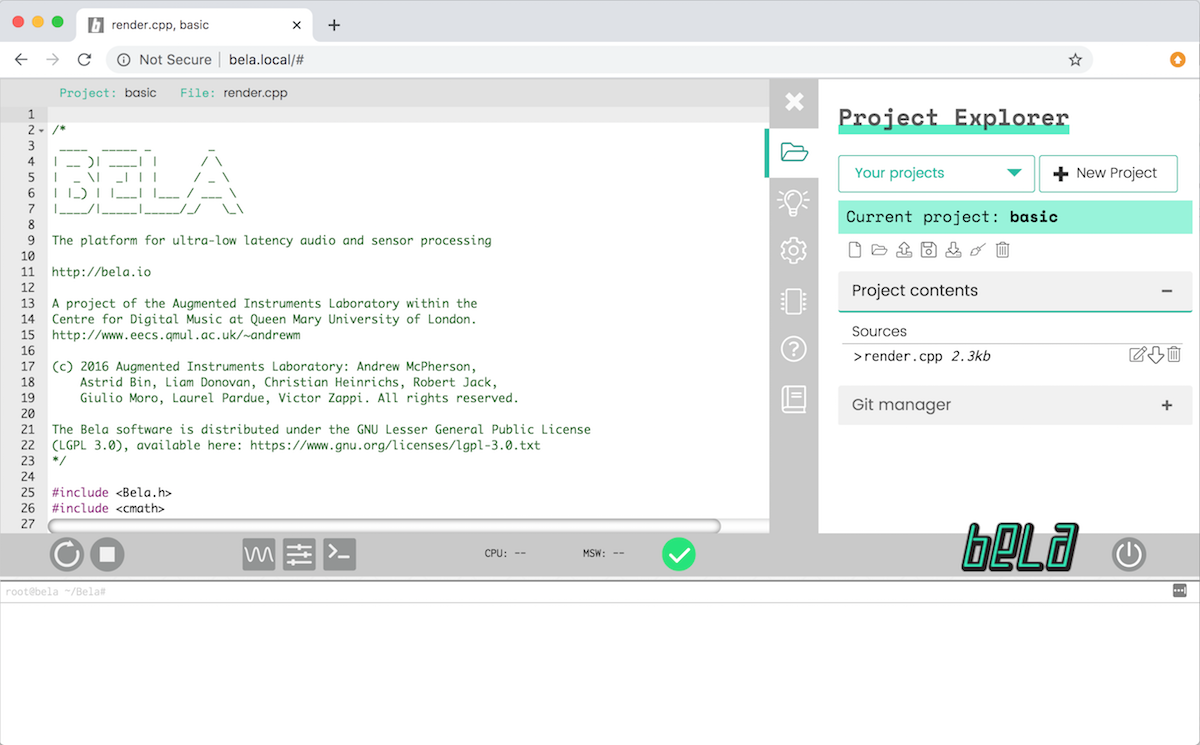 render.cpp, basic
Not Secure | bela.local/#
Project: basic File: render.cpp
1
2 /*
3  ____  _____ _        _
4 | __ )| ____| |      / \
5 |  _ \|  _| | |     / _ \
6 | |_) | |___| |___ / ___ \
7 |____/|_____|_____/_/   \_\
8
9 The platform for ultra-low latency audio and sensor processing
10
11 http://bela.io
12
13 A project of the Augmented Instruments Laboratory within the
14 Centre for Digital Music at Queen Mary University of London.
15 http://www.eecs.qmul.ac.uk/~andrewm
16
17 (c) 2016 Augmented Instruments Laboratory: Andrew McPherson,
18 Astrid Bin, Liam Donovan, Christian Heinrichs, Robert Jack,
19 Giulio Moro, Laurel Pardue, Victor Zappi. All rights reserved.
20
21 The Bela software is distributed under the GNU Lesser General Public License
22 (LGPL 3.0), available here: https://www.gnu.org/licenses/lgpl-3.0.txt
23 */
24
25 #include <Bela.h>
26 #include <cmath>
27
Project Explorer
Your projects
New Project
Current project: basic
Project contents
Sources
>render.cpp 2.3kb
Git manager
CPU: --
MSW: --
bela
root@bela ~/Bela#